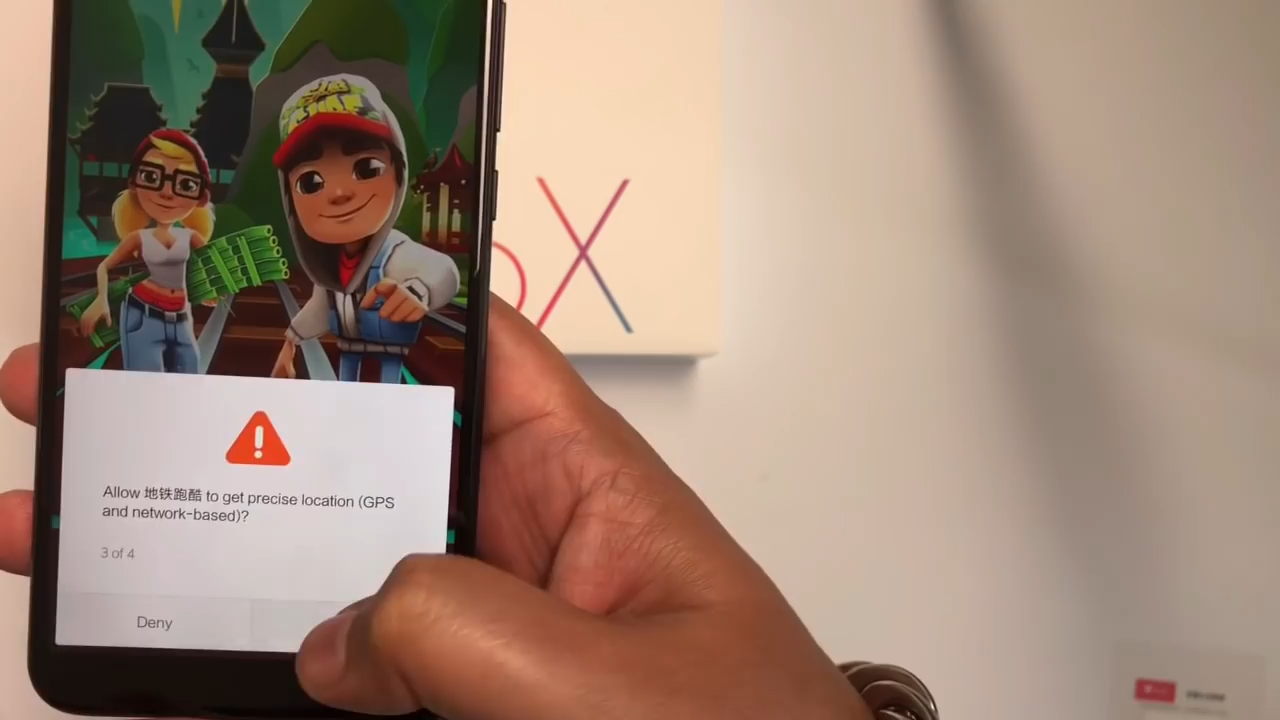 X
Allow 地铁跑酷 to get precise location (GPS
and network-based)?
3 of 4
Deny